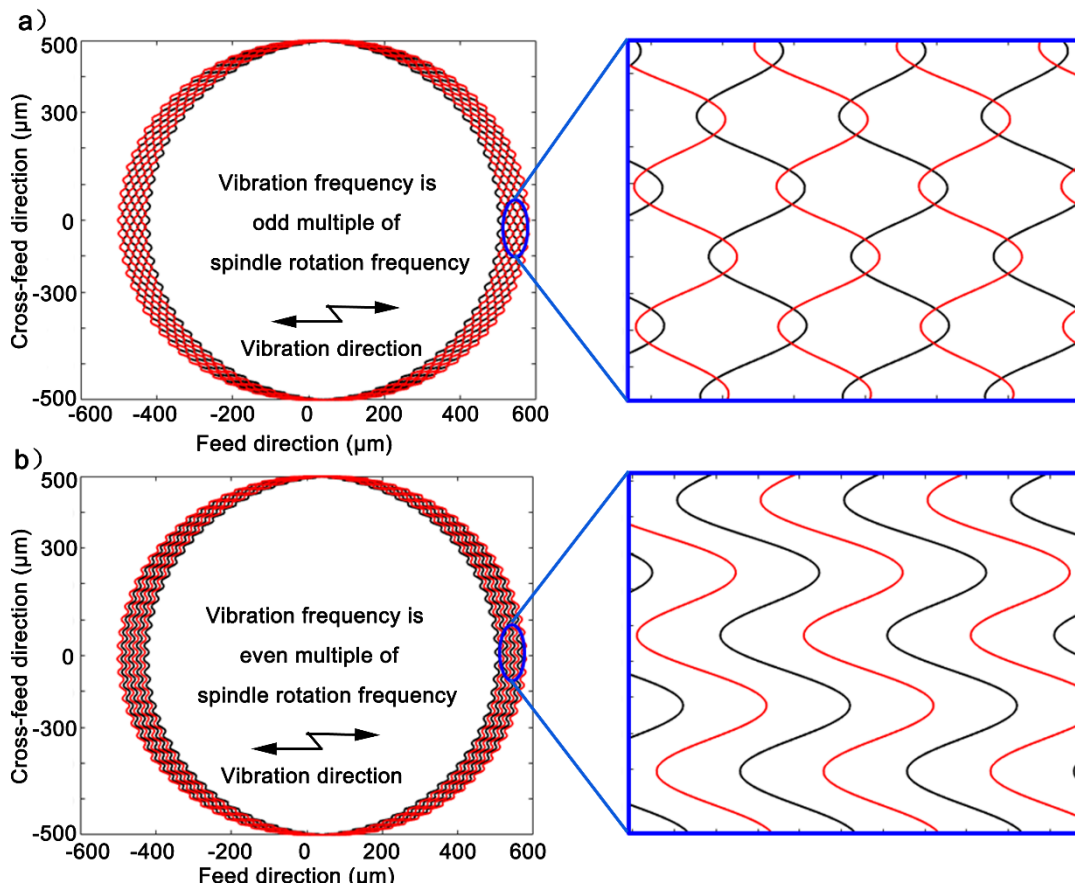 a）
Cross-feed direction (µm)
500
300
0
-300
-500
Vibration frequency is
odd multiple of
spindle rotation frequency
Vibration direction
-600
-400
-200
0
200
400
600
Feed direction (µm)
b）
Cross-feed direction (µm)
500
300
0
-300
-500
Vibration frequency is
even multiple of
spindle rotation frequency
Vibration direction
-600
-400
-200
0
200
400
600
Feed direction (µm)